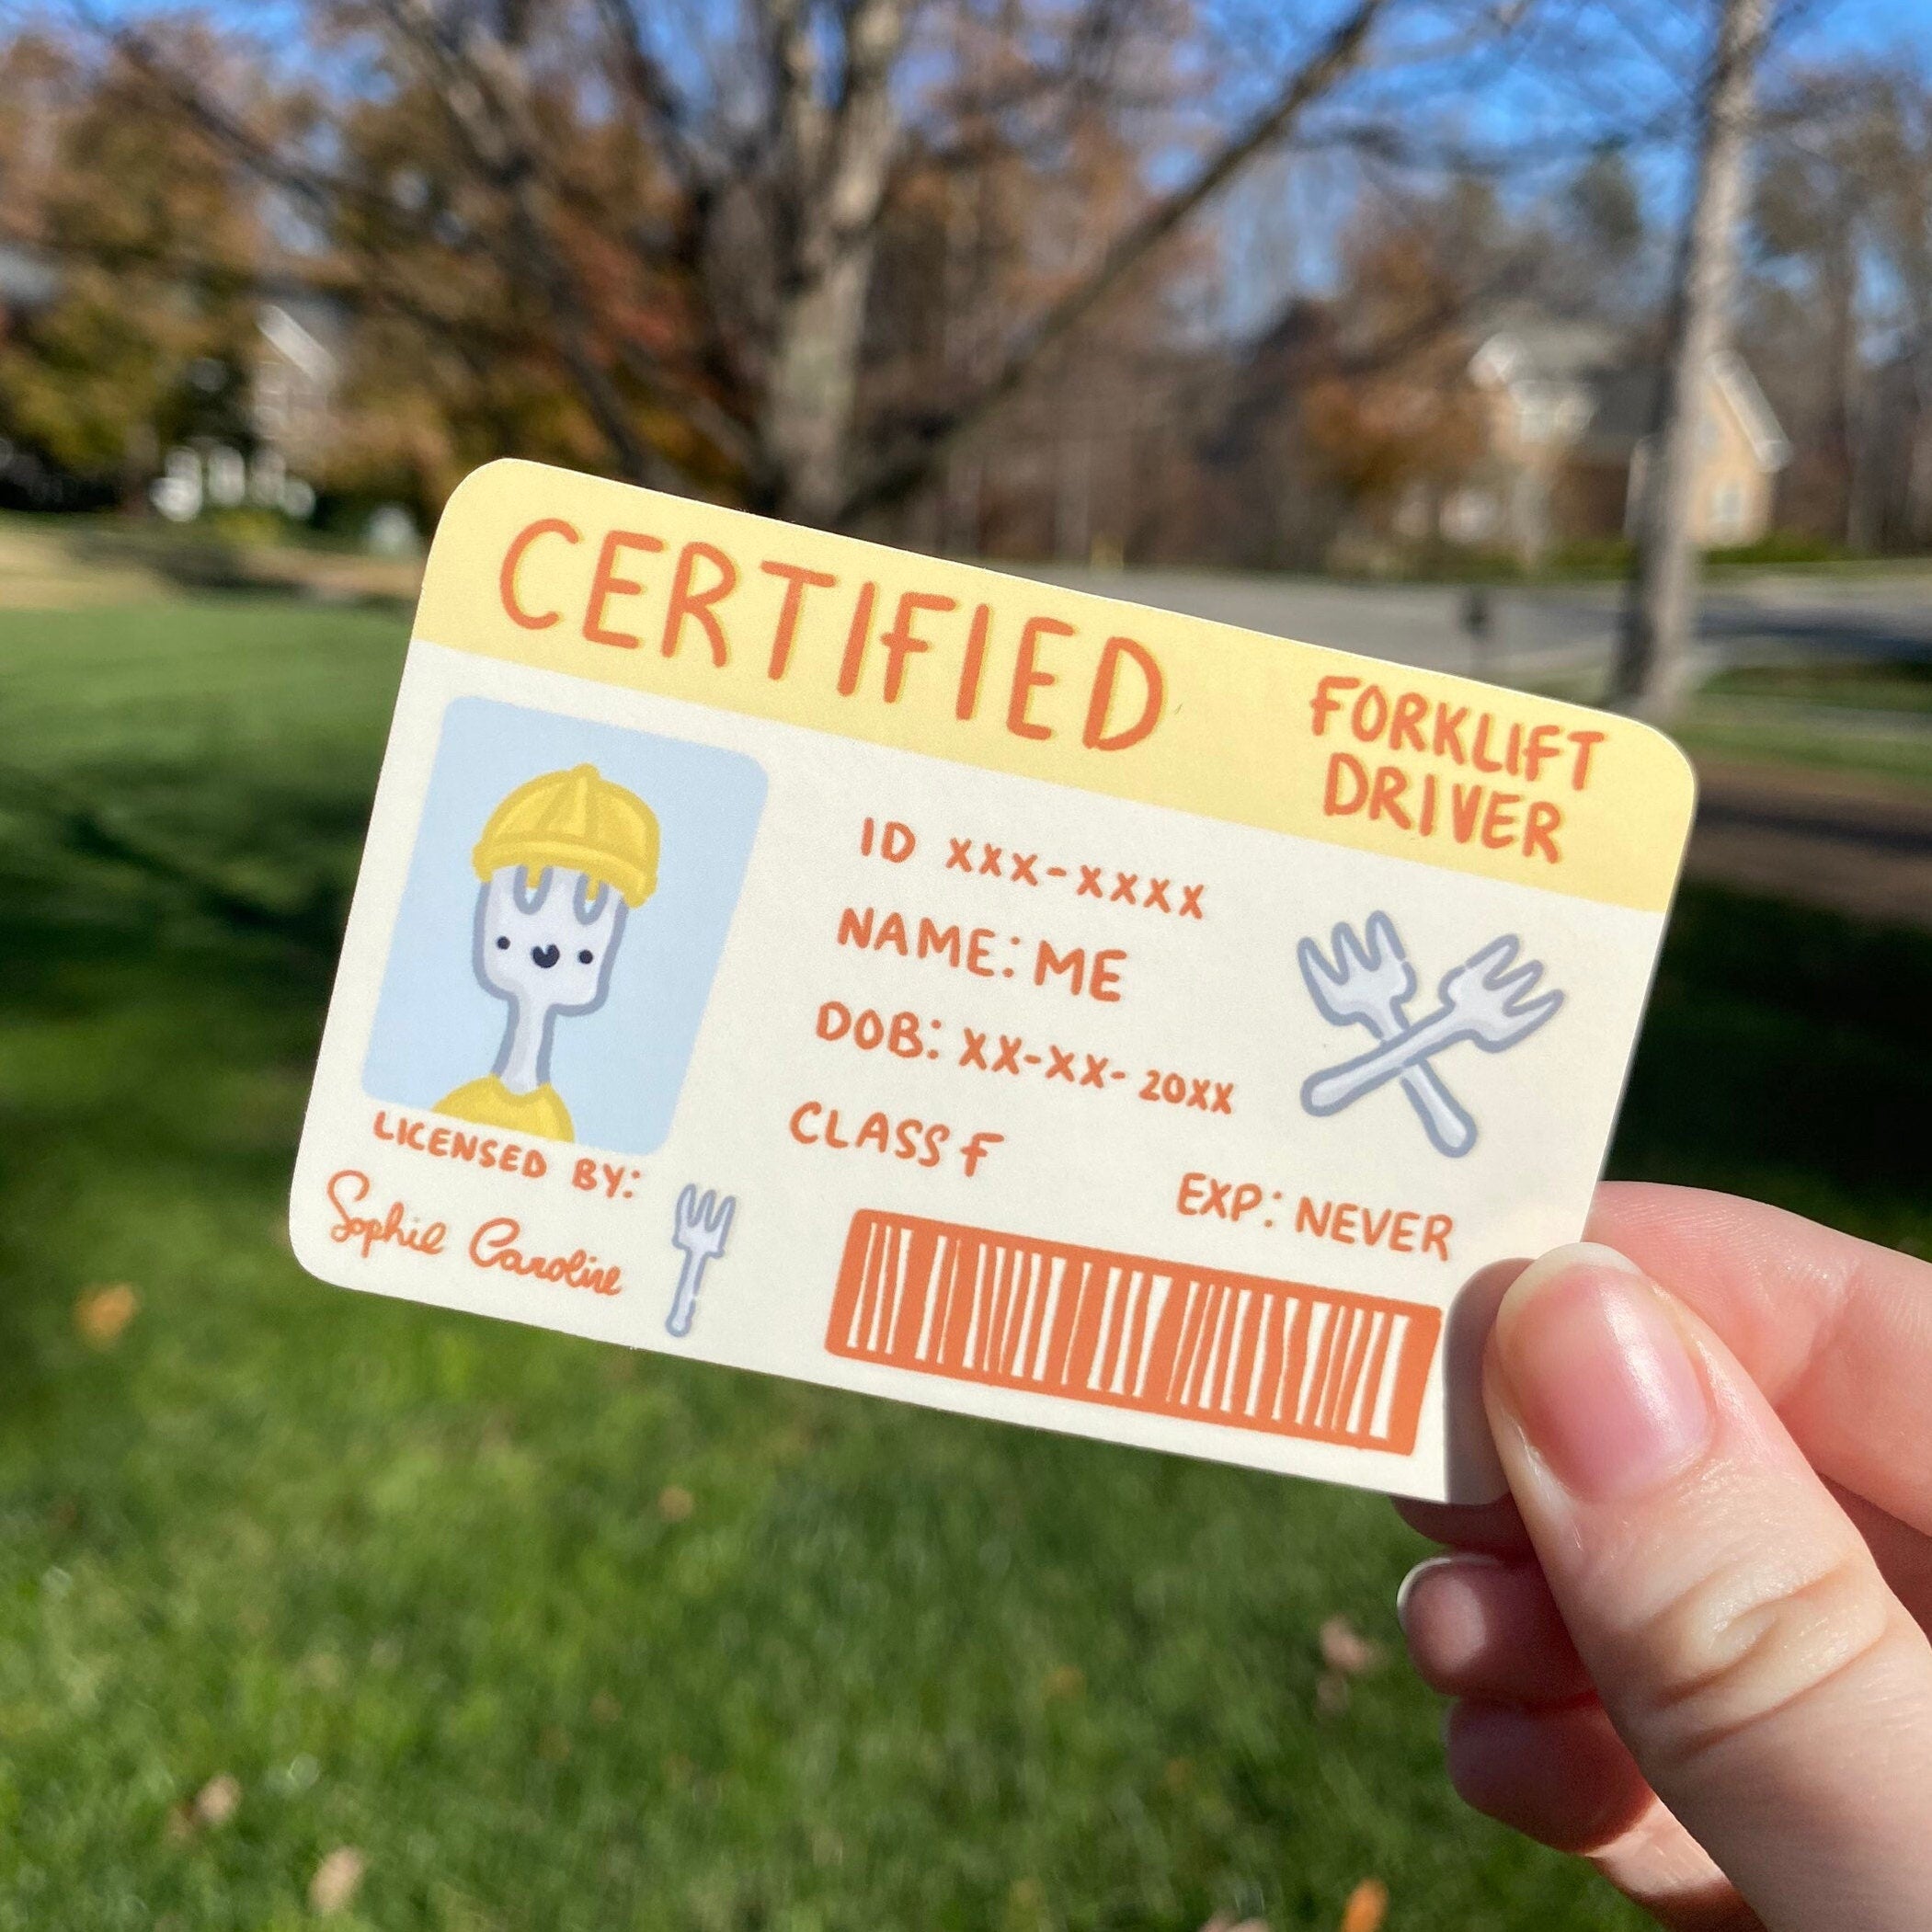 CERTIFIED
FORKLIFT
DRIVER
ID XXX-XXXX
NAME: ME
DOB: XX-XX-20XX
CLASS F
EXP: NEVER
LICENSED BY:
Sophie Caroline